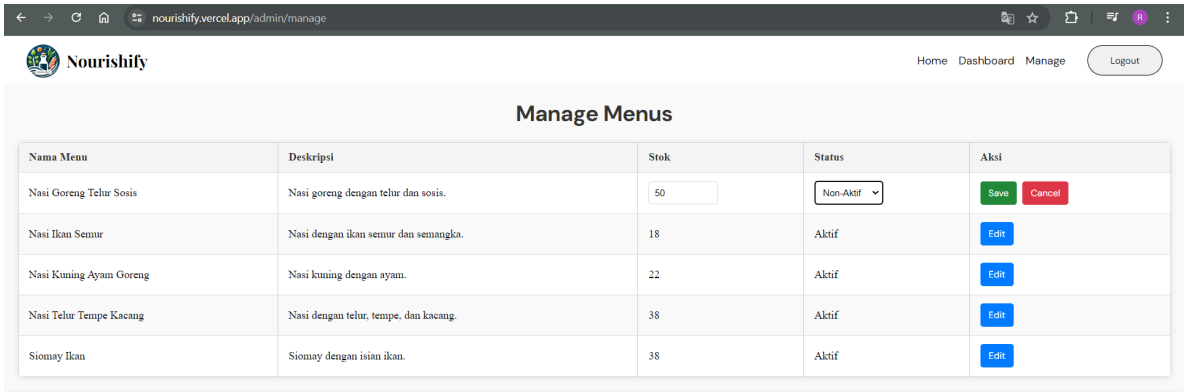 nourishify.vercel.app/admin/manage
R
Nourishify
Home Dashboard Manage Logout
Manage Menus
Nama Menu Deskripsi Stok Status Aksi
Nasi Goreng Telur Sosis Nasi goreng dengan telur dan sosis. 50 Non-Aktif Save Cancel
Nasi Ikan Semur Nasi dengan ikan semur dan semangka. 18 Aktif Edit
Nasi Kuning Ayam Goreng Nasi kuning dengan ayam. 22 Aktif Edit
Nasi Telur Tempe Kacang Nasi dengan telur, tempe, dan kacang. 38 Aktif Edit
Siomay Ikan Siomay dengan isian ikan. 38 Aktif Edit